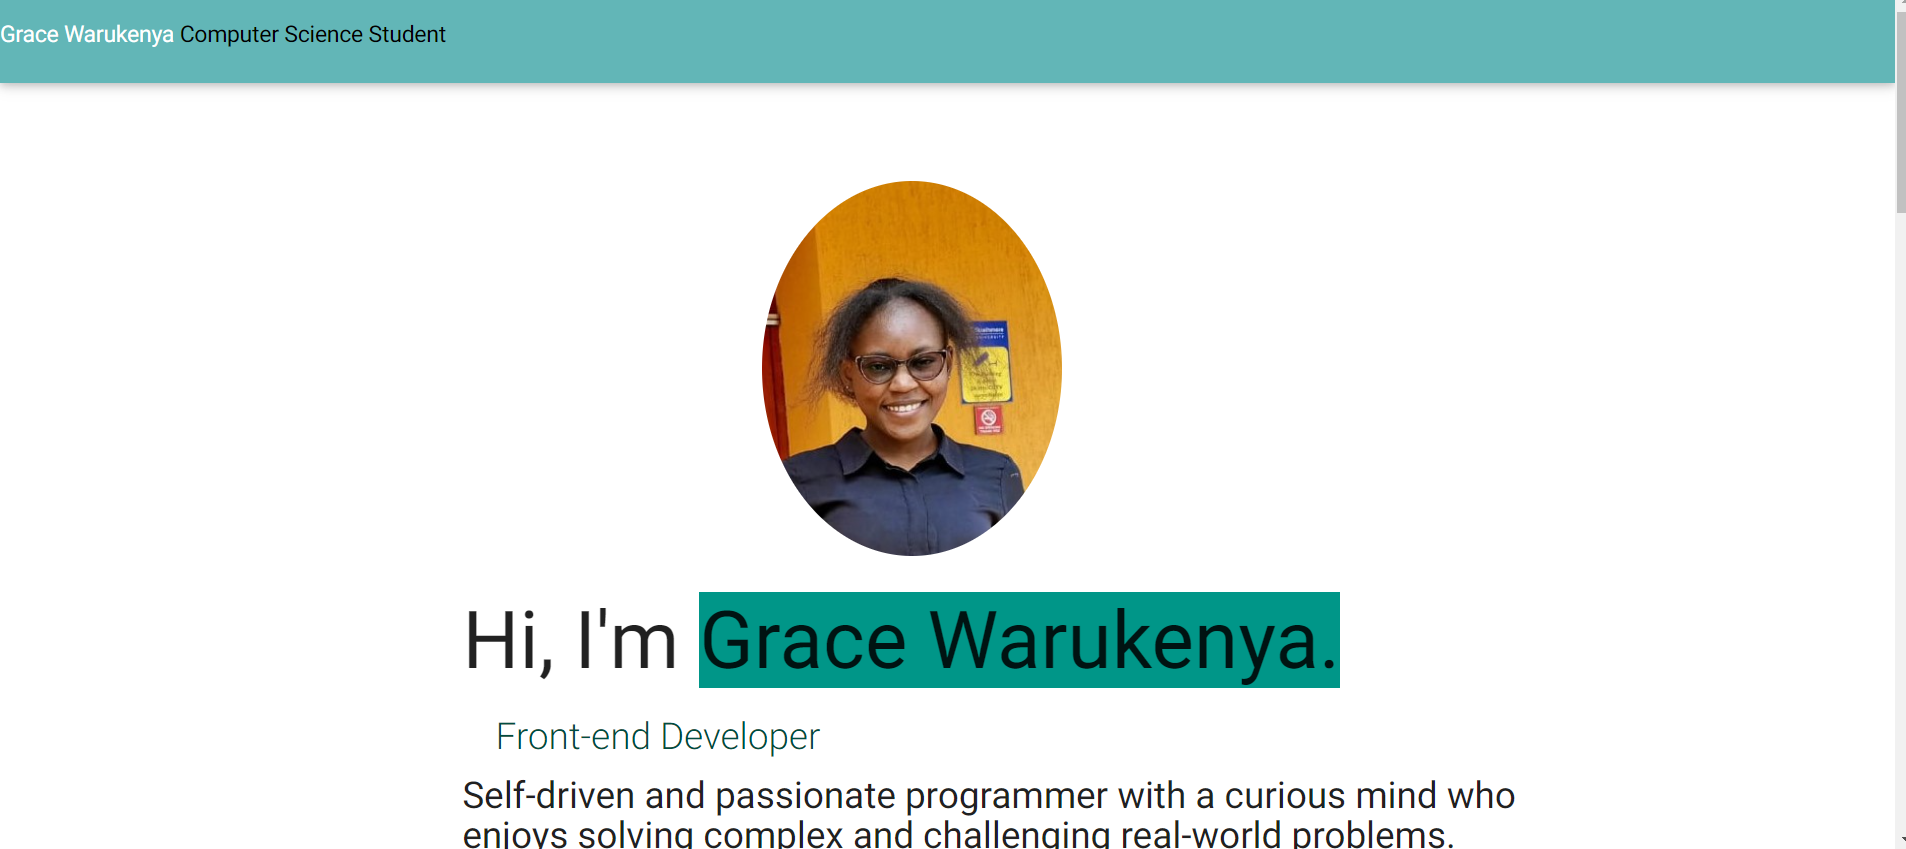 Grace Warukenya Computer Science Student
UNIVERSITY
Hi, I'm Grace Warukenya.
Front-end Developer
Self-driven and passionate programmer with a curious mind who
enjoys solving complex and challenging real-world problems.